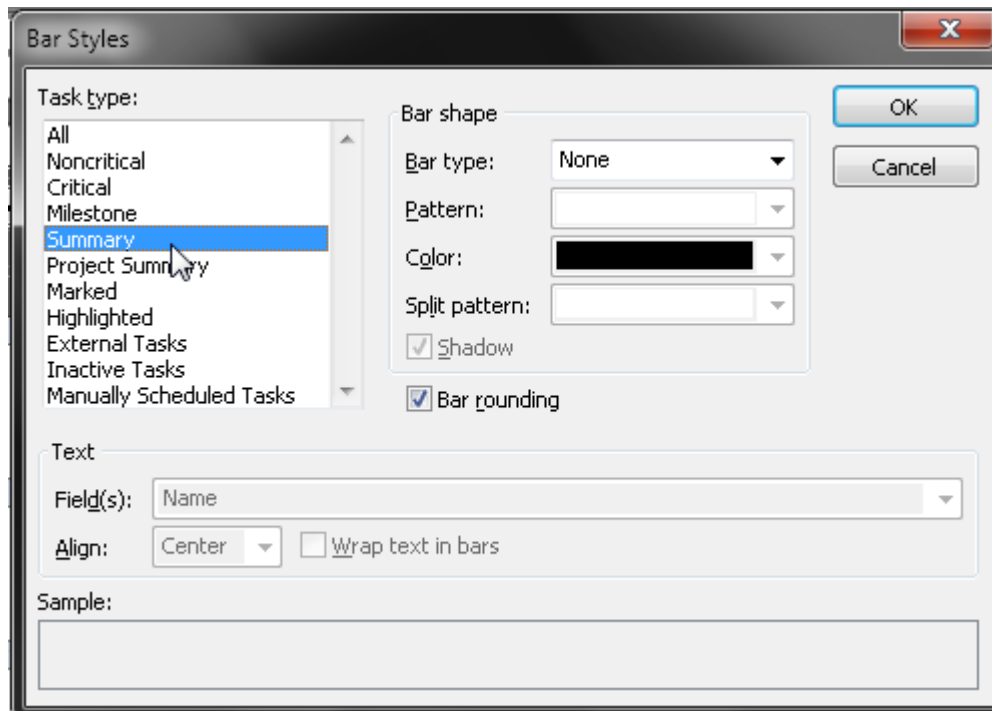 Bar Styles
Task type:
All
Noncritical
Critical
Milestone
Summary
Project Summary
Marked
Highlighted
External Tasks
Inactive Tasks
Manually Scheduled Tasks
Bar shape
Bar type: None
Pattern:
Color:
Split pattern:
Shadow
Bar rounding
OK
Cancel
Text
Field(s): Name
Align: Center Wrap text in bars
Sample: